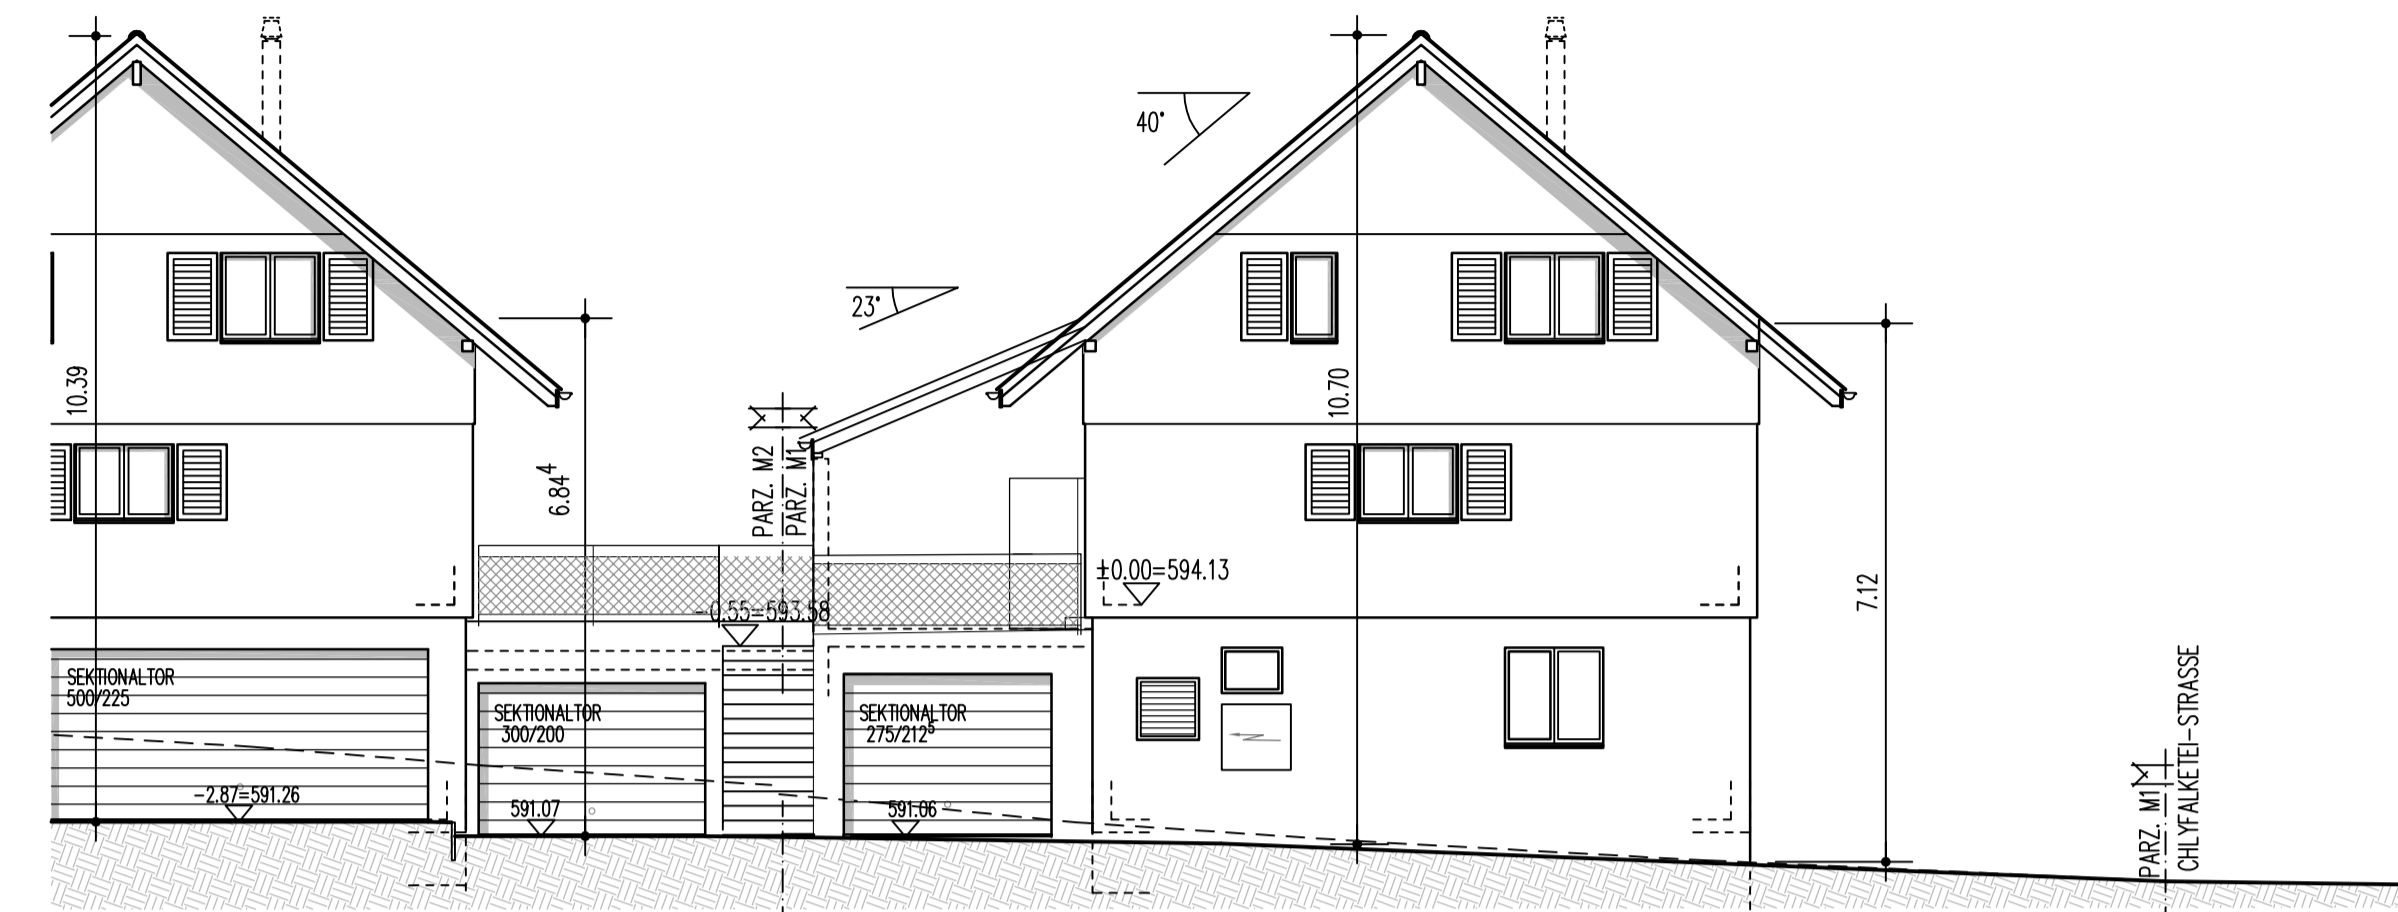 40°
23°
10.39
6.84⁴
PARZ. M2
PARZ. M1
10.70
±0.00=594.13
-0.55=593.58
7.12
SEKTIONALTOR
500/225
SEKTIONALTOR
300/200
SEKTIONALTOR
275/212⁵
-2.87=591.26
591.07
591.06
PARZ. M1
CHLYFALKETEI-STRASSE